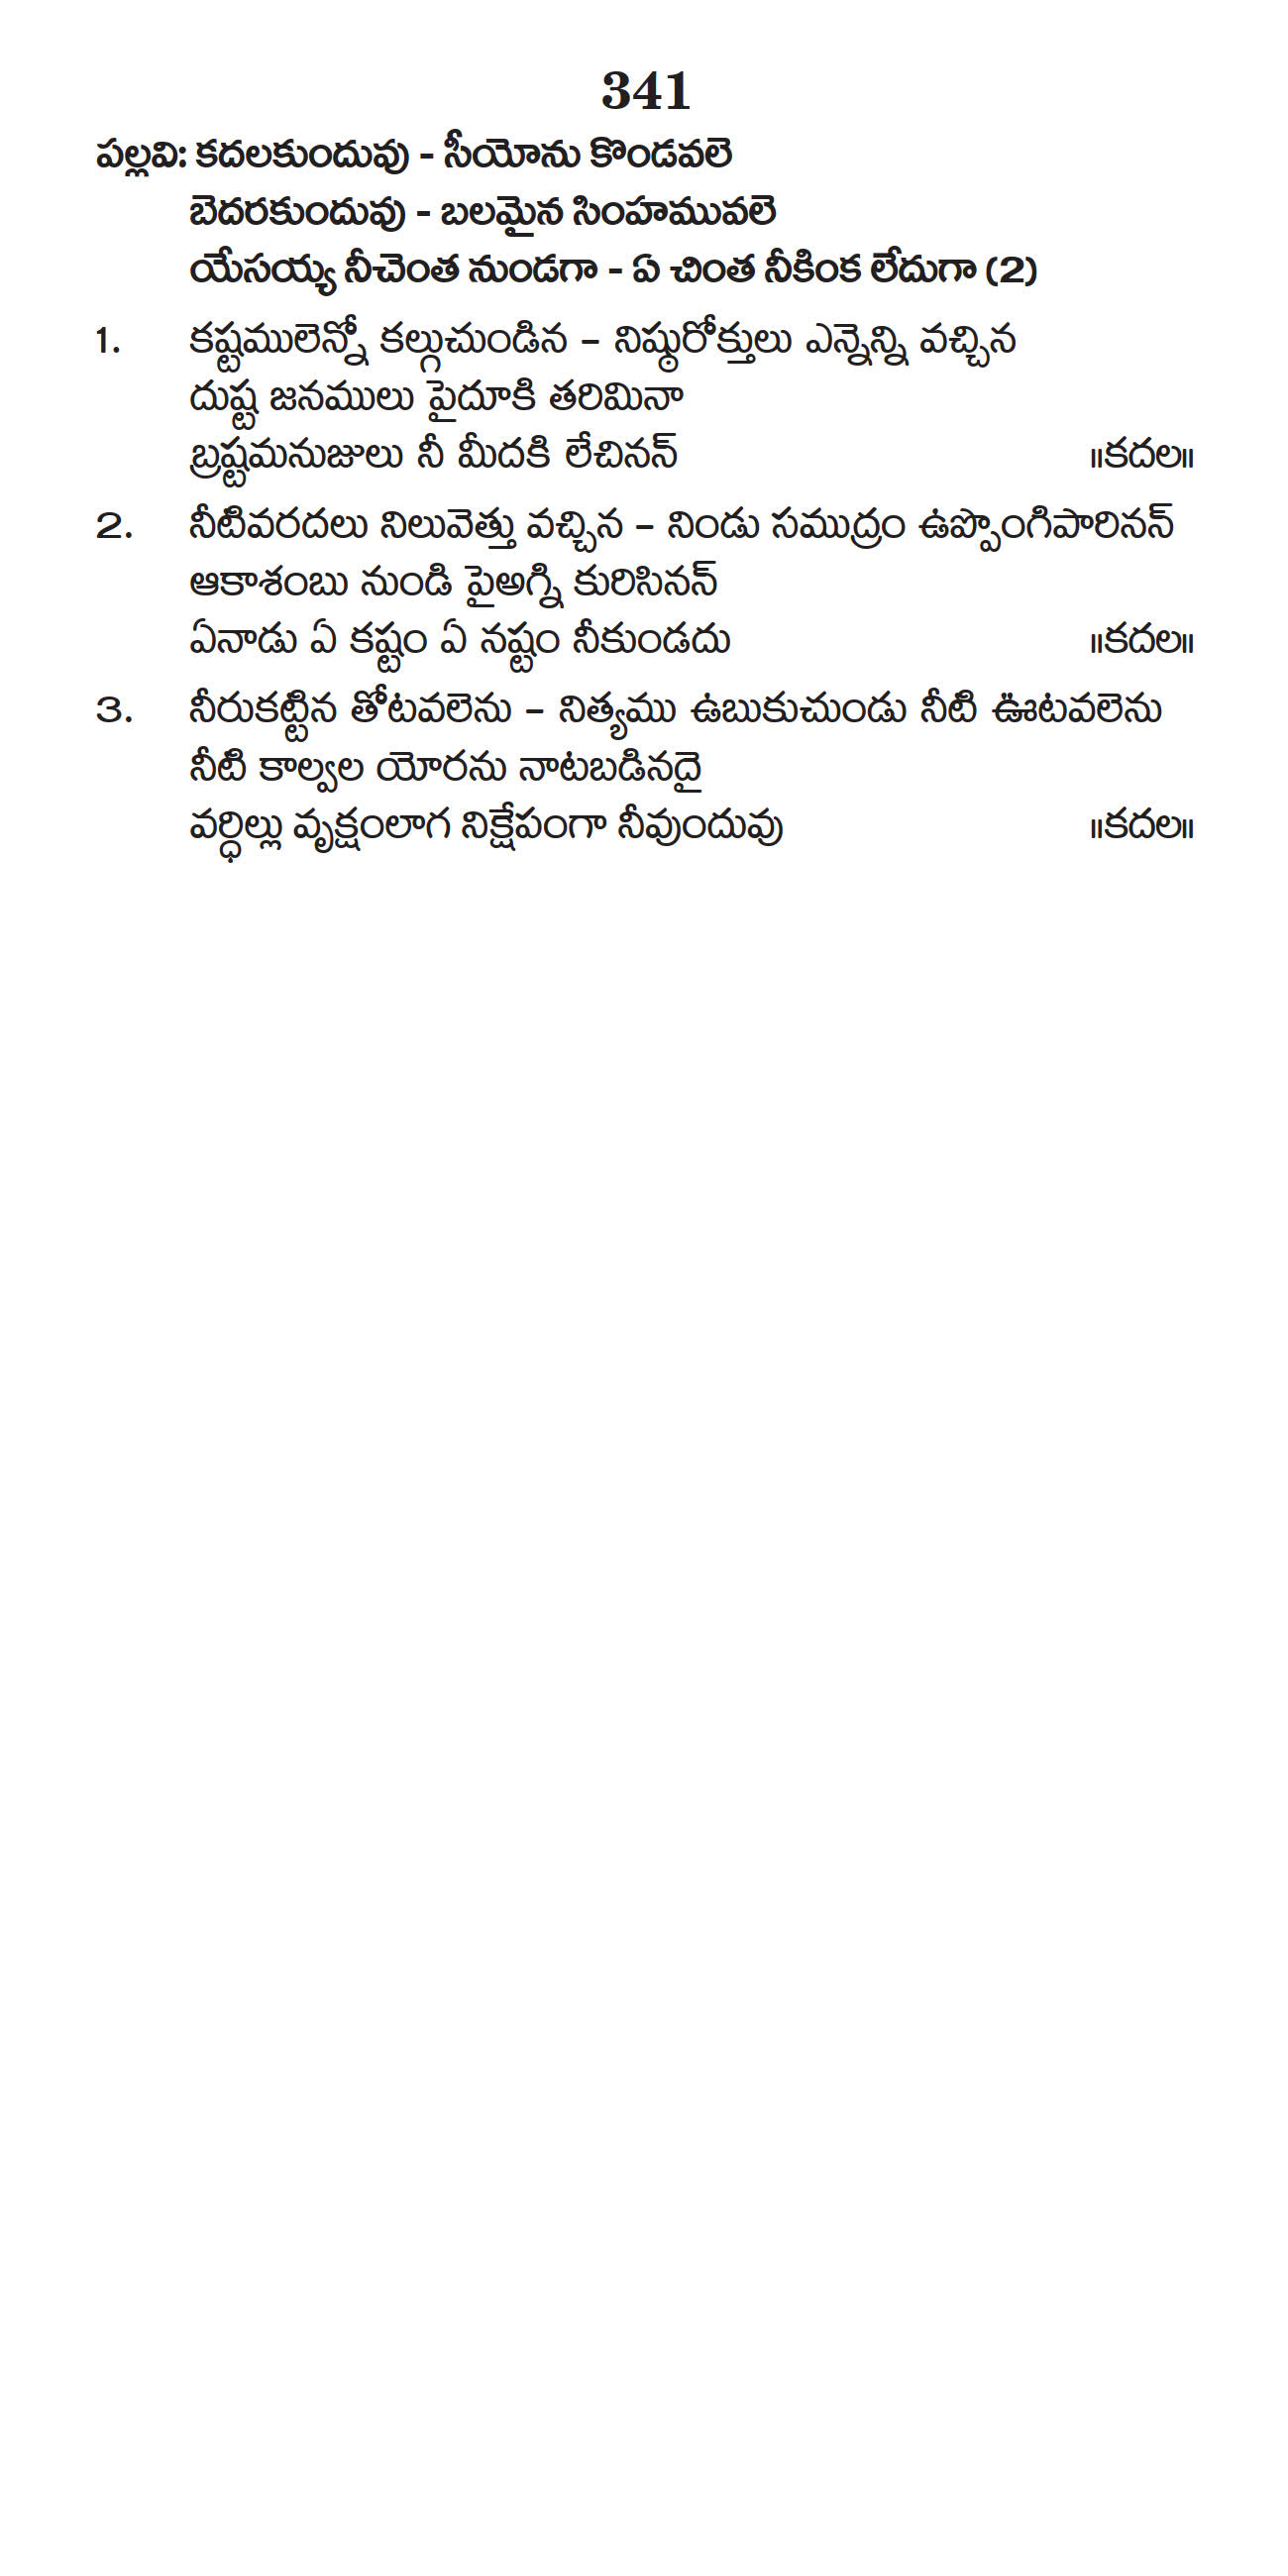 341
పల్లవి: కదలకుందువు - సీయోను కొండవలె
బెదరకుందువు - బలమైన సింహమువలె
యేసయ్య నీచెంత నుండగా - ఏ చింత నీకింక లేదుగా (2)
1. కష్టములెన్నో కల్గుచుండిన – నిష్ఠురోక్తులు ఎన్నెన్ని వచ్చిన
దుష్ట జనములు పైదూకి తరిమినా
బ్రష్టమనుజులు నీ మీదకి లేచినన్ ॥కదల॥
2. నీటివరదలు నిలువెత్తు వచ్చిన – నిండు సముద్రం ఉప్పొంగిపారినన్
ఆకాశంబు నుండి పైఅగ్ని కురిసినన్
ఏనాడు ఏ కష్టం ఏ నష్టం నీకుండదు ॥కదల॥
3. నీరుకట్టిన తోటవలెను – నిత్యము ఉబుకుచుండు నీటి ఊటవలెను
నీటి కాల్వల యోరను నాటబడినదై
వర్ధిల్లు వృక్షంలాగ నిక్షేపంగా నీవుందువు ॥కదల॥